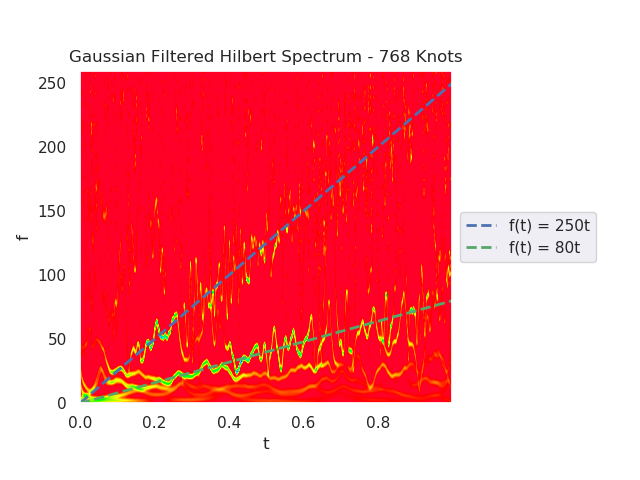 Gaussian Filtered Hilbert Spectrum - 768 Knots
250
200
150
100
50
0
f
0.0 0.2 0.4 0.6 0.8
t
f(t) = 250t
f(t) = 80t